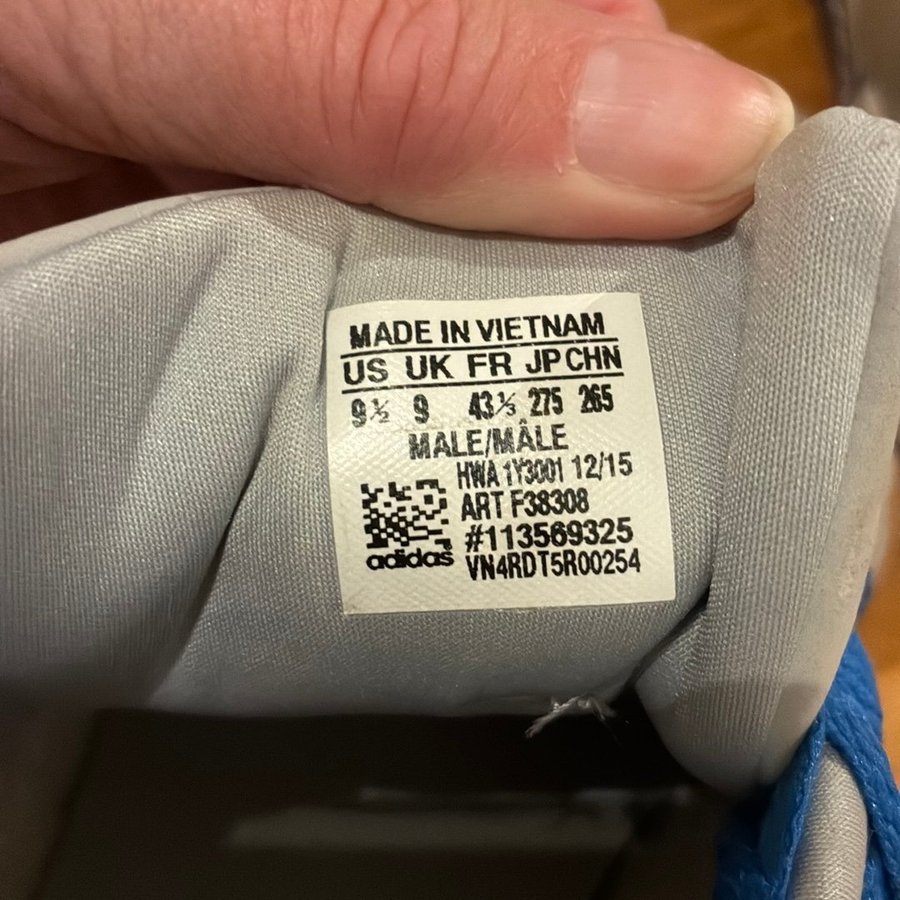 MADE IN VIETNAM
US UK FR JP CHN
9½ 9 43⅓ 275 265
MALE/MÂLE
HWA 1Y3001 12/15
ART F38308
#113569325
adidas
VN4RDT5R00254